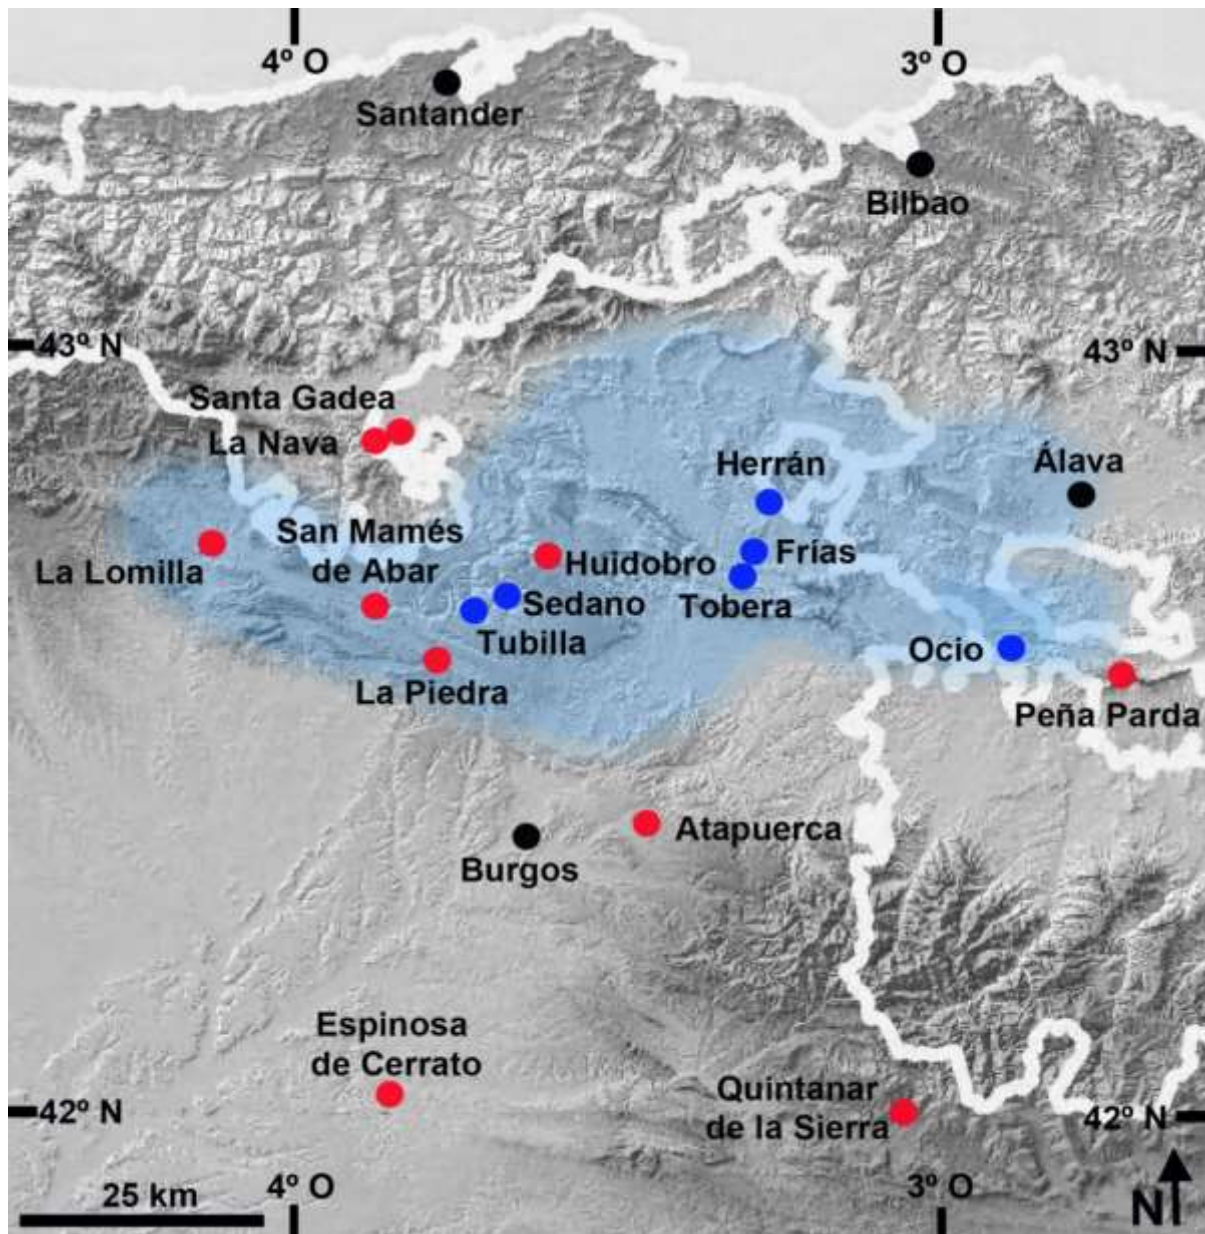 4º O
3º O
Santander
Bilbao
43º N
43º N
Santa Gadea
La Nava
Herrán
Álava
San Mamés
de Abar
La Lomilla
Huidobro
Frías
Sedano
Tobera
Tubilla
Ocio
La Piedra
Peña Parda
Atapuerca
Burgos
Espinosa
de Cerrato
Quintanar
de la Sierra
42º N
42º N
25 km
4º O
3º O
N